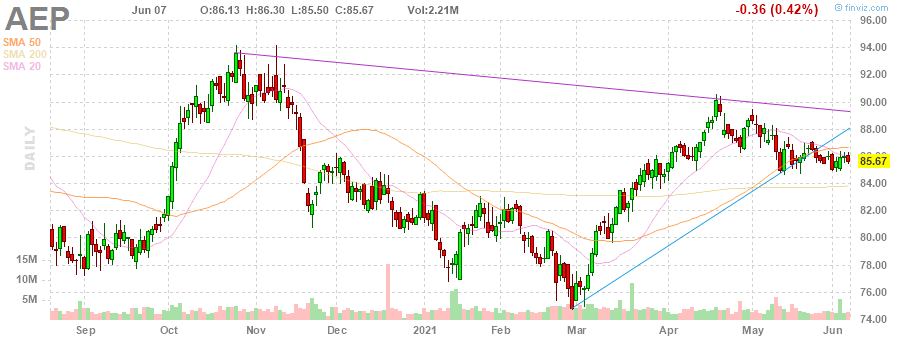 © finviz.com
AEP Jun 07 O:86.13 H:86.30 L:85.50 C:85.67 Vol:2.21M -0.36 (0.42%)
SMA 50
SMA 200
SMA 20
DAILY
96.00
94.00
92.00
90.00
88.00
85.67
84.00
82.00
80.00
78.00
76.00
74.00
15M
10M
5M
Sep Oct Nov Dec 2021 Feb Mar Apr May Jun